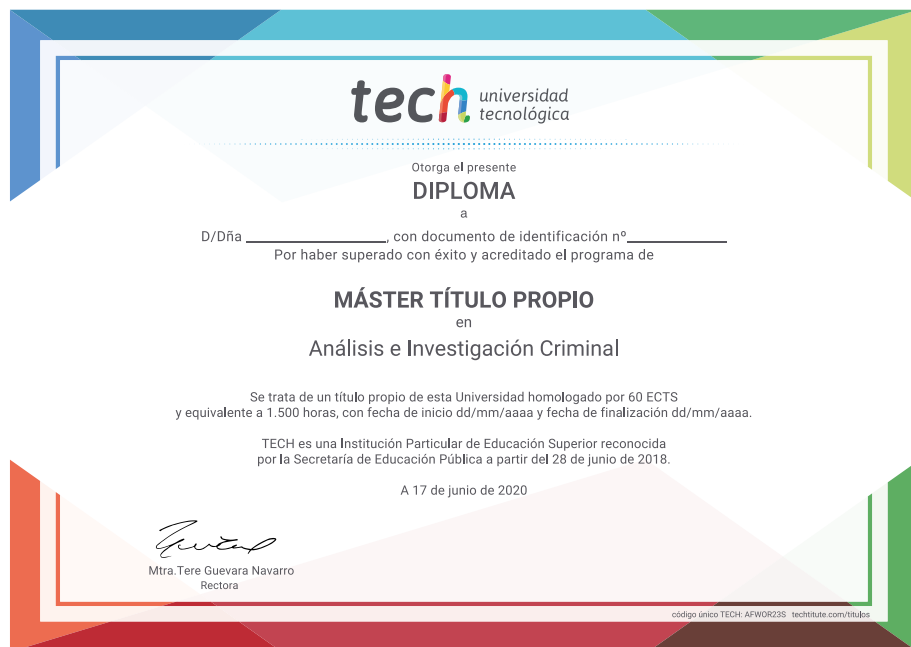 tech universidad
tecnológica
Otorga el presente
DIPLOMA
a
D/Dña ____________________, con documento de identificación nº______________
Por haber superado con éxito y acreditado el programa de
MÁSTER TÍTULO PROPIO
en
Análisis e Investigación Criminal
Se trata de un título propio de esta Universidad homologado por 60 ECTS
y equivalente a 1.500 horas, con fecha de inicio dd/mm/aaaa y fecha de finalización dd/mm/aaaa.
TECH es una Institución Particular de Educación Superior reconocida
por la Secretaría de Educación Pública a partir del 28 de junio de 2018.
A 17 de junio de 2020
Mtra.Tere Guevara Navarro
Rectora
código único TECH: AFWOR23S techtitute.com/titulos